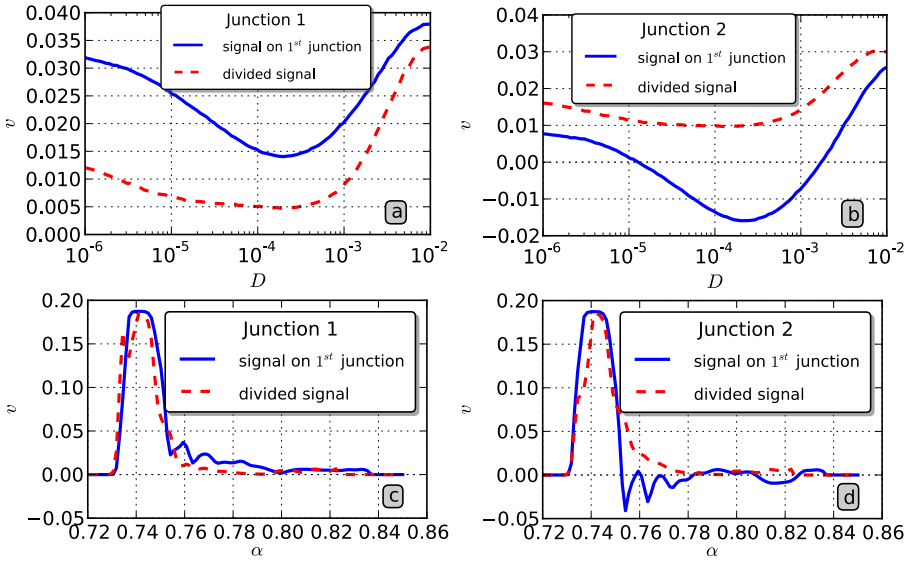 Junction 1
signal on 1st junction
divided signal
0.040
0.035
0.030
0.025
0.020
0.015
0.010
0.005
0.000
v
a
10-6 10-5 10-4 10-3 10-2
D
Junction 2
signal on 1st junction
divided signal
0.04
0.03
0.02
0.01
0.00
−0.01
−0.02
v
b
10-6 10-5 10-4 10-3 10-2
D
Junction 1
signal on 1st junction
divided signal
0.20
0.15
0.10
0.05
0.00
−0.05
v
c
0.72 0.74 0.76 0.78 0.80 0.82 0.84 0.86
α
Junction 2
signal on 1st junction
divided signal
0.20
0.15
0.10
0.05
0.00
−0.05
v
d
0.72 0.74 0.76 0.78 0.80 0.82 0.84 0.86
α